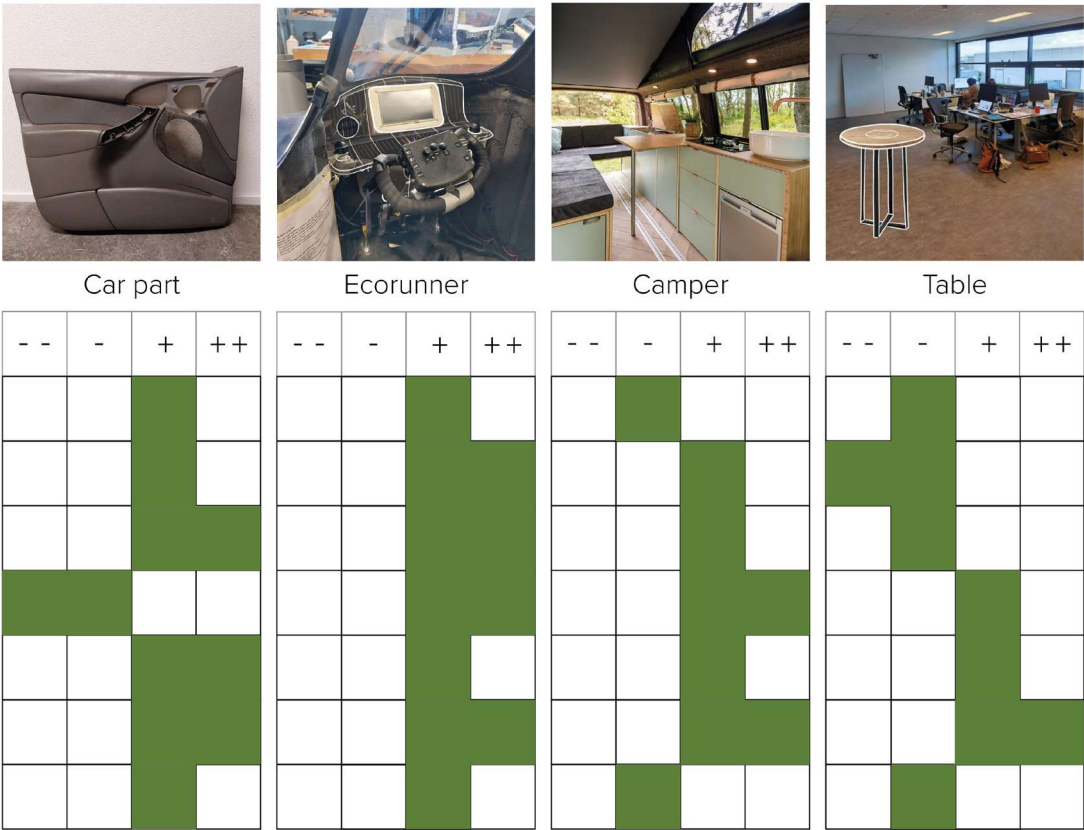 Car part Ecorunner Camper Table
-- - + ++ -- - + ++ -- - + ++ -- - + ++